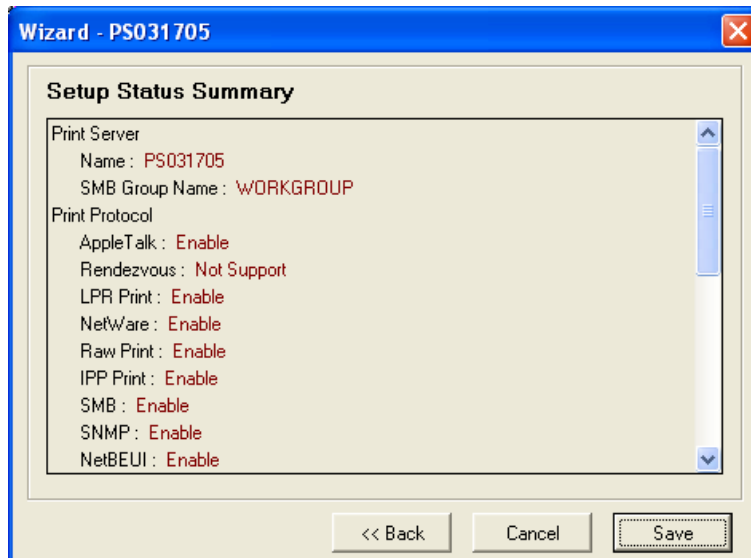 Wizard - PS031705
Setup Status Summary
Print Server
Name : PS031705
SMB Group Name : WORKGROUP
Print Protocol
AppleTalk : Enable
Rendezvous : Not Support
LPR Print : Enable
NetWare : Enable
Raw Print : Enable
IPP Print : Enable
SMB : Enable
SNMP : Enable
NetBEUI : Enable
<< Back Cancel Save